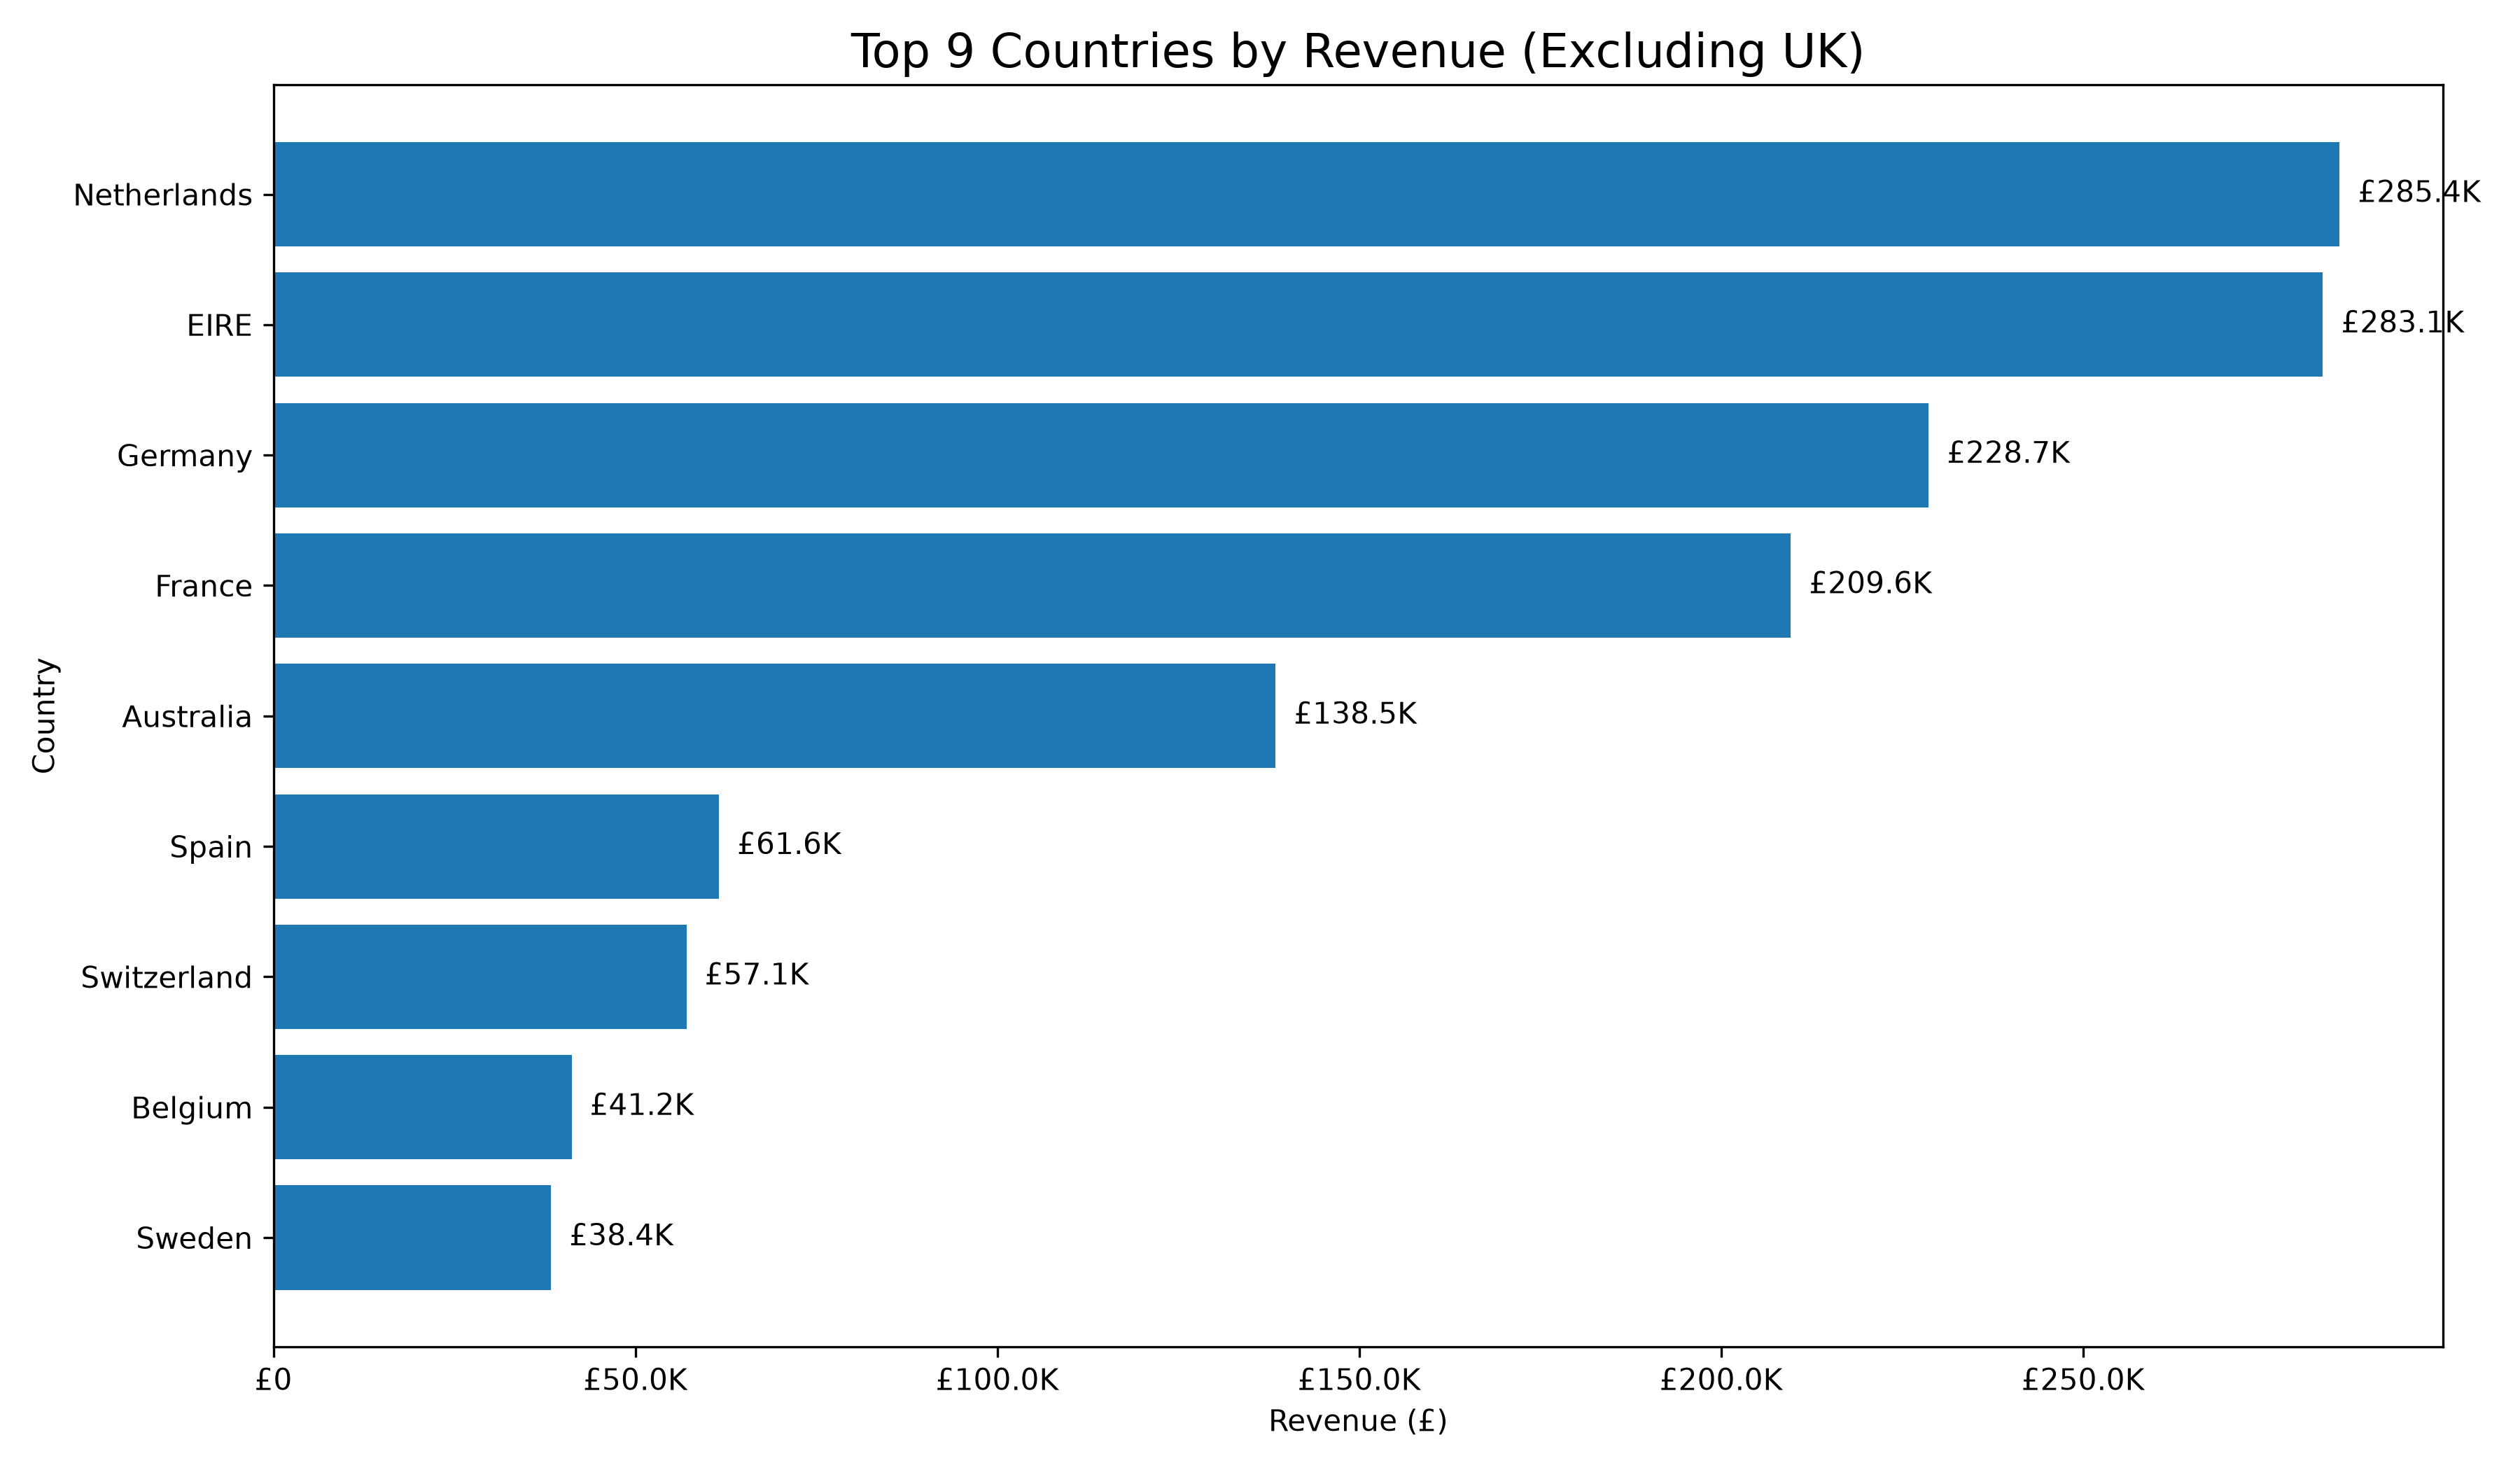 Top 9 Countries by Revenue (Excluding UK)
Netherlands £285.4K
EIRE £283.1K
Germany £228.7K
France £209.6K
Australia £138.5K
Spain £61.6K
Switzerland £57.1K
Belgium £41.2K
Sweden £38.4K
Country
£0 £50.0K £100.0K £150.0K £200.0K £250.0K
Revenue (£)